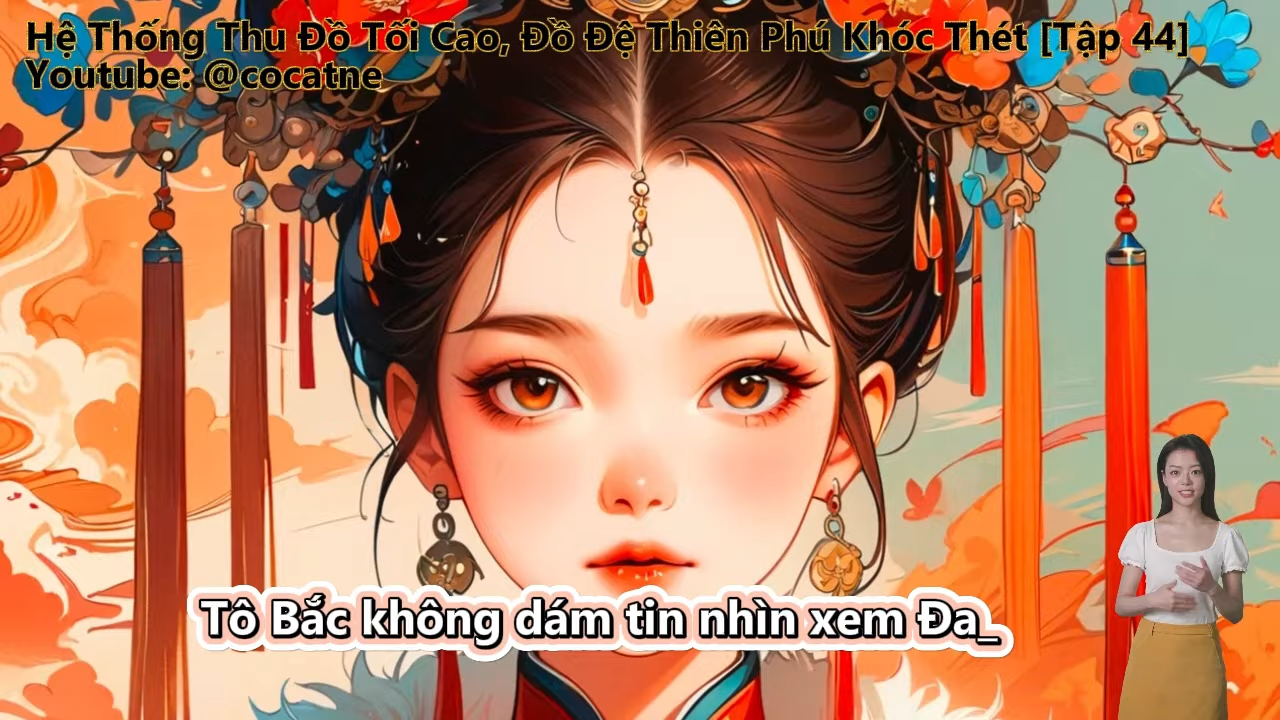 Hệ Thống Thu Đồ Tối Cao, Đồ Đệ Thiên Phú Khóc Thét [Tập 44]
Youtube: @cocatne
Tô Bắc không dám tin nhìn xem Đa_